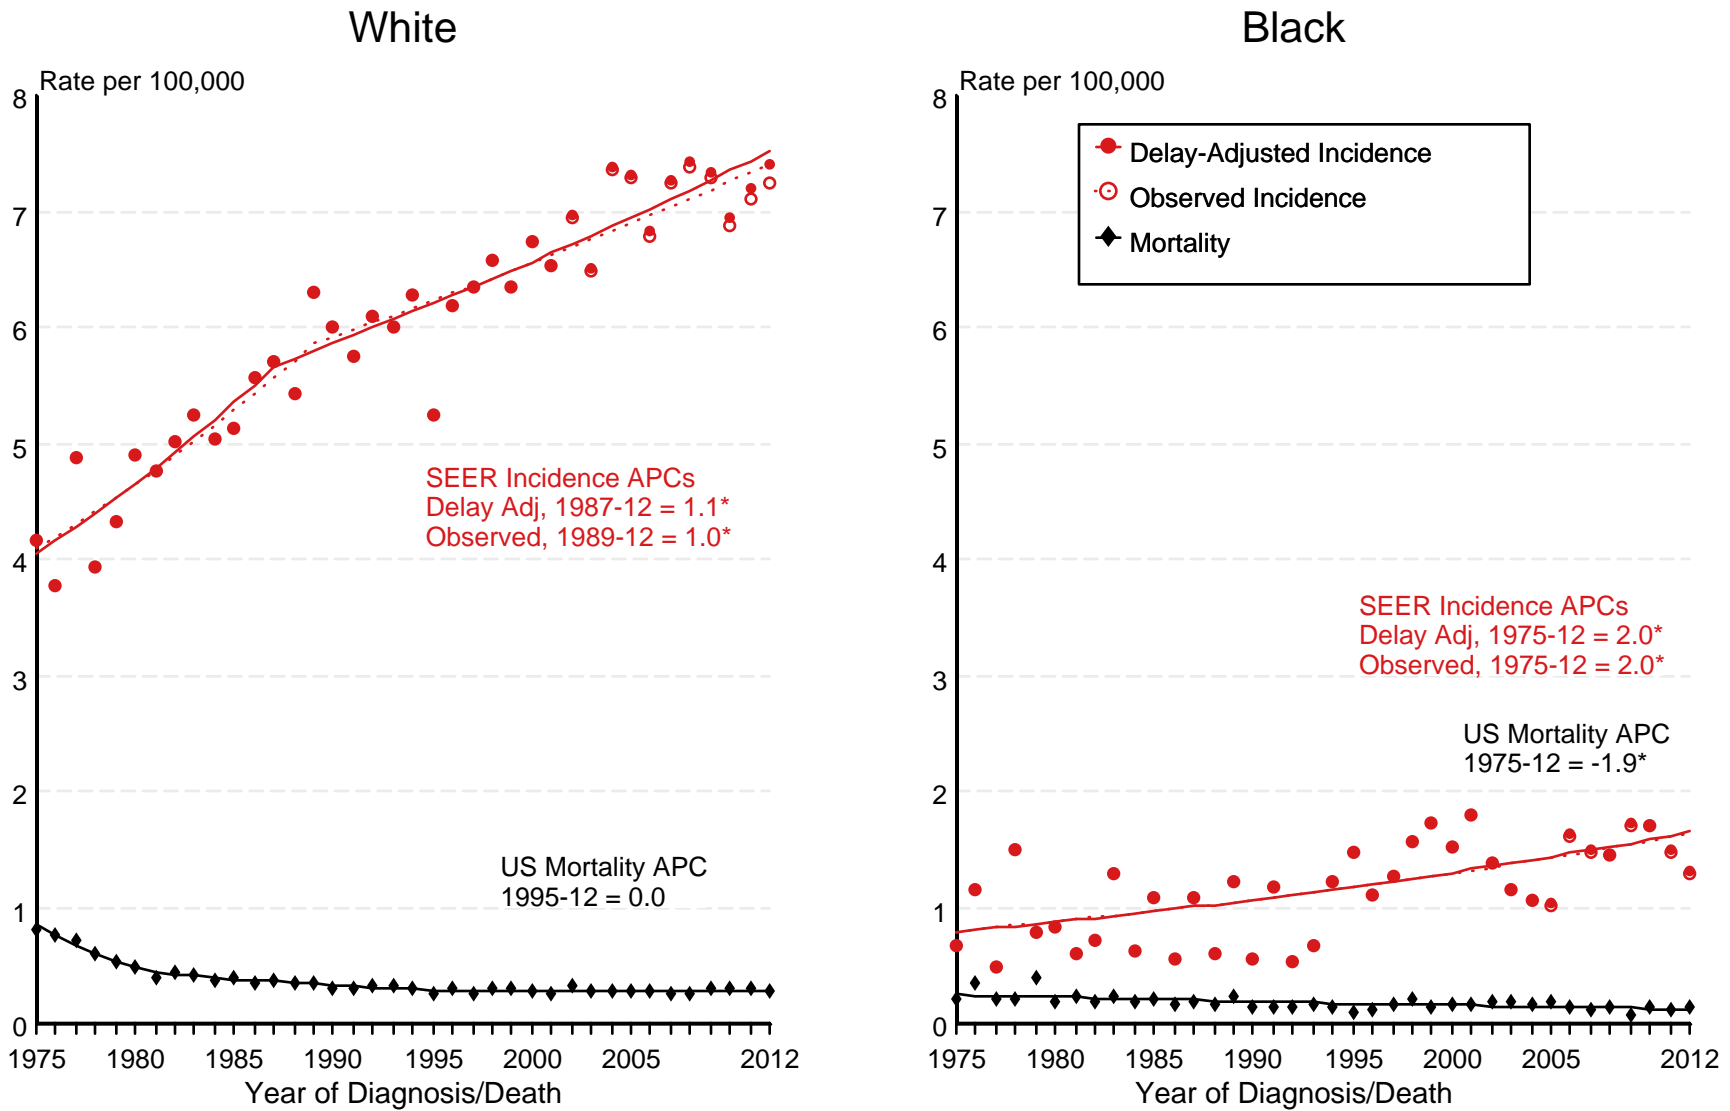 White
Rate per 100,000
8
7
6
5
4
3
2
1
0
SEER Incidence APCs
Delay Adj, 1987-12 = 1.1*
Observed, 1989-12 = 1.0*
US Mortality APC
1995-12 = 0.0
1975 1980 1985 1990 1995 2000 2005 2012
Year of Diagnosis/Death
Black
Rate per 100,000
8
7
6
5
4
3
2
1
0
Delay-Adjusted Incidence
Observed Incidence
Mortality
SEER Incidence APCs
Delay Adj, 1975-12 = 2.0*
Observed, 1975-12 = 2.0*
US Mortality APC
1975-12 = -1.9*
1975 1980 1985 1990 1995 2000 2005 2012
Year of Diagnosis/Death